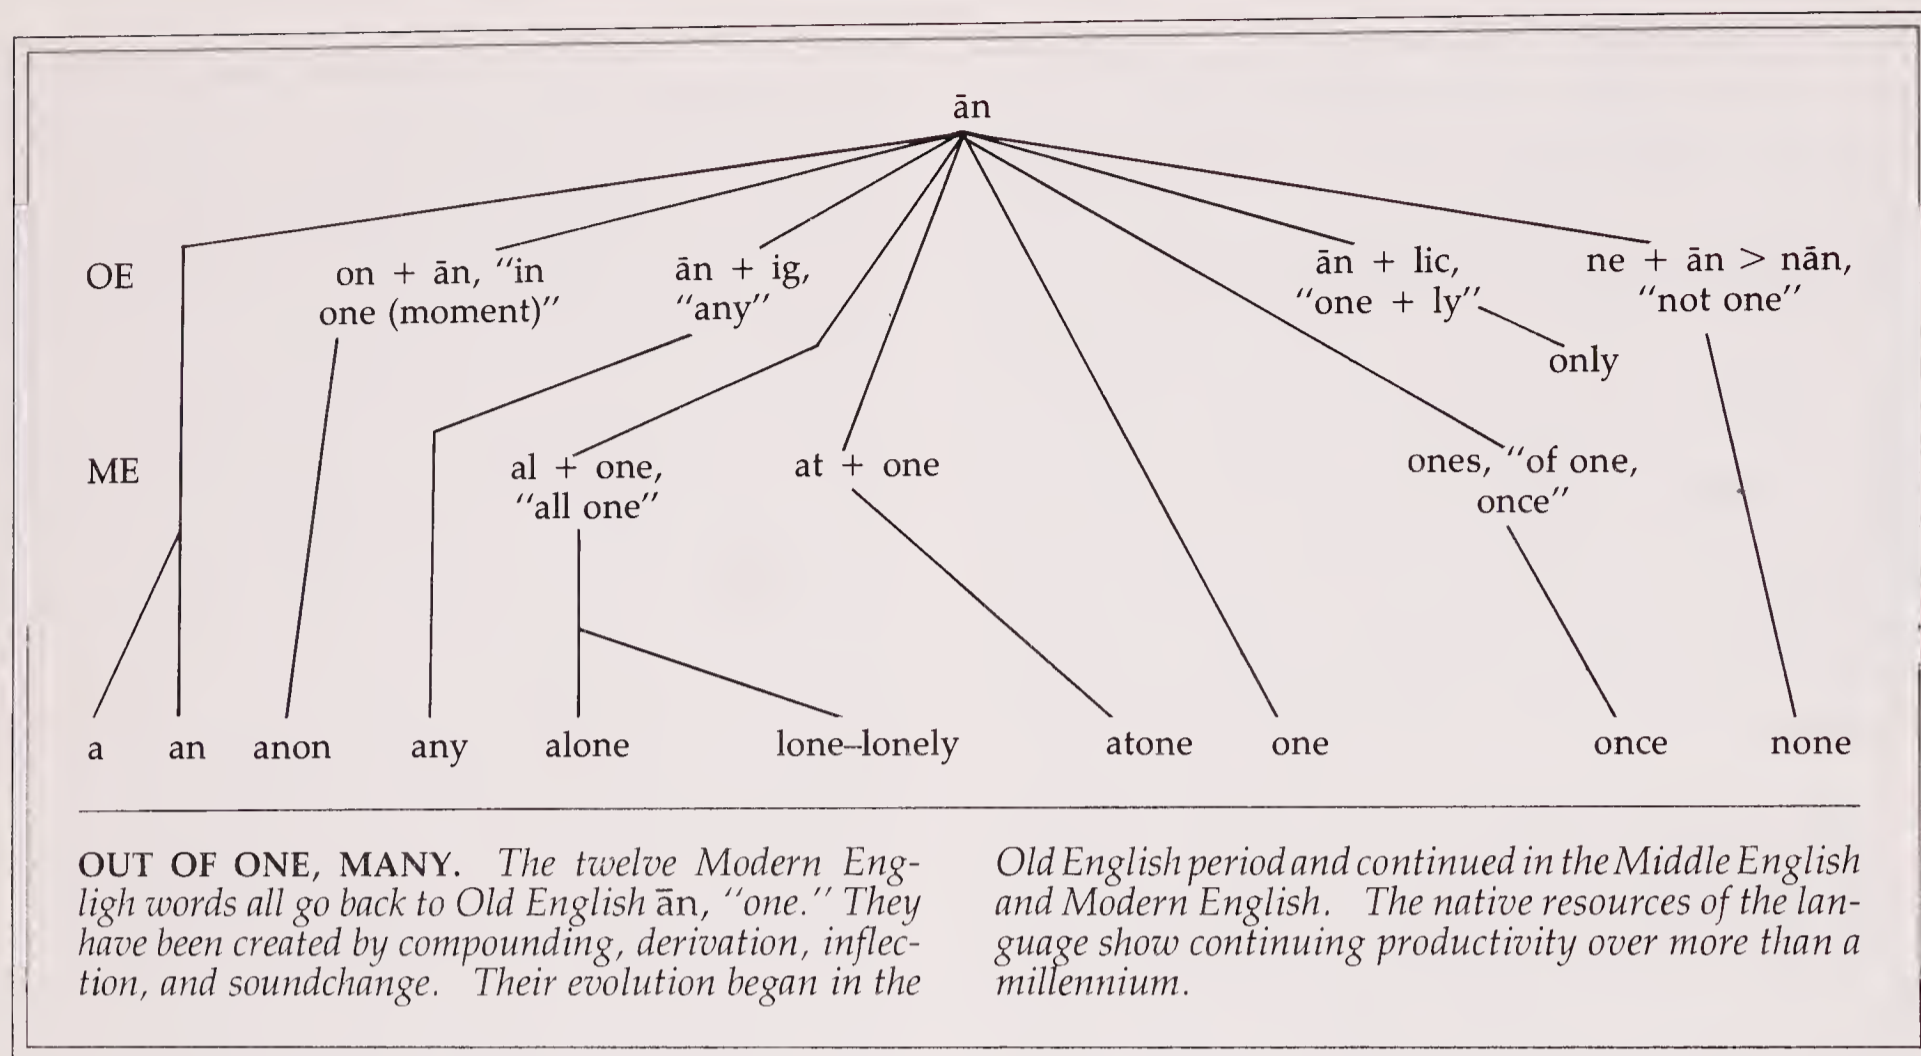 ān
OE
on + ān, “in
one (moment)”
ān + ig,
“any”
ān + lic,
“one + ly”
only
ne + ān > nān,
“not one”
ME
al + one,
“all one”
at + one
ones, “of one,
once”
a an anon any alone lone–lonely atone one once none
OUT OF ONE, MANY. The twelve Modern Eng-
ligh words all go back to Old English ān, “one.” They
have been created by compounding, derivation, inflec-
tion, and soundchange. Their evolution began in the
Old English period and continued in the Middle English
and Modern English. The native resources of the lan-
guage show continuing productivity over more than a
millennium.